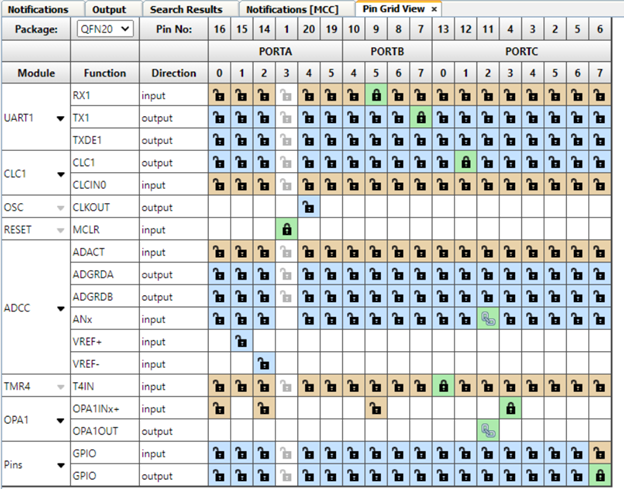 Notifications Output Search Results Notifications [MCC] Pin Grid View ×
Package: QFN20 Pin No: 16 15 14 1 20 19 10 9 8 7 13 12 11 4 3 2 5 6
PORTA PORTB PORTC
Module Function Direction 0 1 2 3 4 5 4 5 6 7 0 1 2 3 4 5 6 7
UART1 RX1 input
TX1 output
TXDE1 output
CLC1 CLC1 output
CLCIN0 input
OSC CLKOUT output
RESET MCLR input
ADCC ADACT input
ADGRDA output
ADGRDB output
ANx input
VREF+ input
VREF- input
TMR4 T4IN input
OPA1 OPA1INx+ input
OPA1OUT output
Pins GPIO input
GPIO output